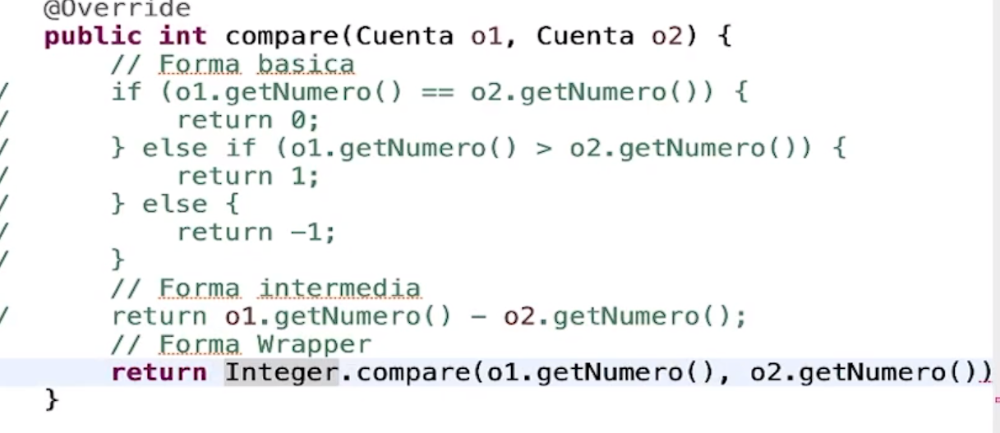 @Override
public int compare(Cuenta o1, Cuenta o2) {
// Forma basica
/ if (o1.getNumero() == o2.getNumero()) {
/ return 0;
/ } else if (o1.getNumero() > o2.getNumero()) {
/ return 1;
/ } else {
/ return -1;
/ }
// Forma intermedia
/ return o1.getNumero() - o2.getNumero();
// Forma Wrapper
return Integer.compare(o1.getNumero(), o2.getNumero())
}